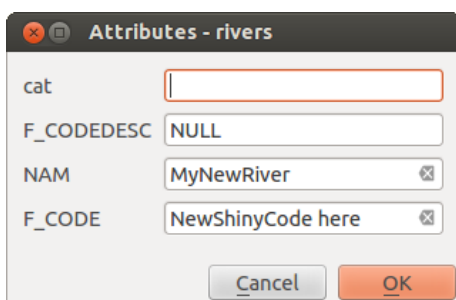 Attributes - rivers
cat
F_CODEDESC NULL
NAM MyNewRiver
F_CODE NewShinyCode here
Cancel OK